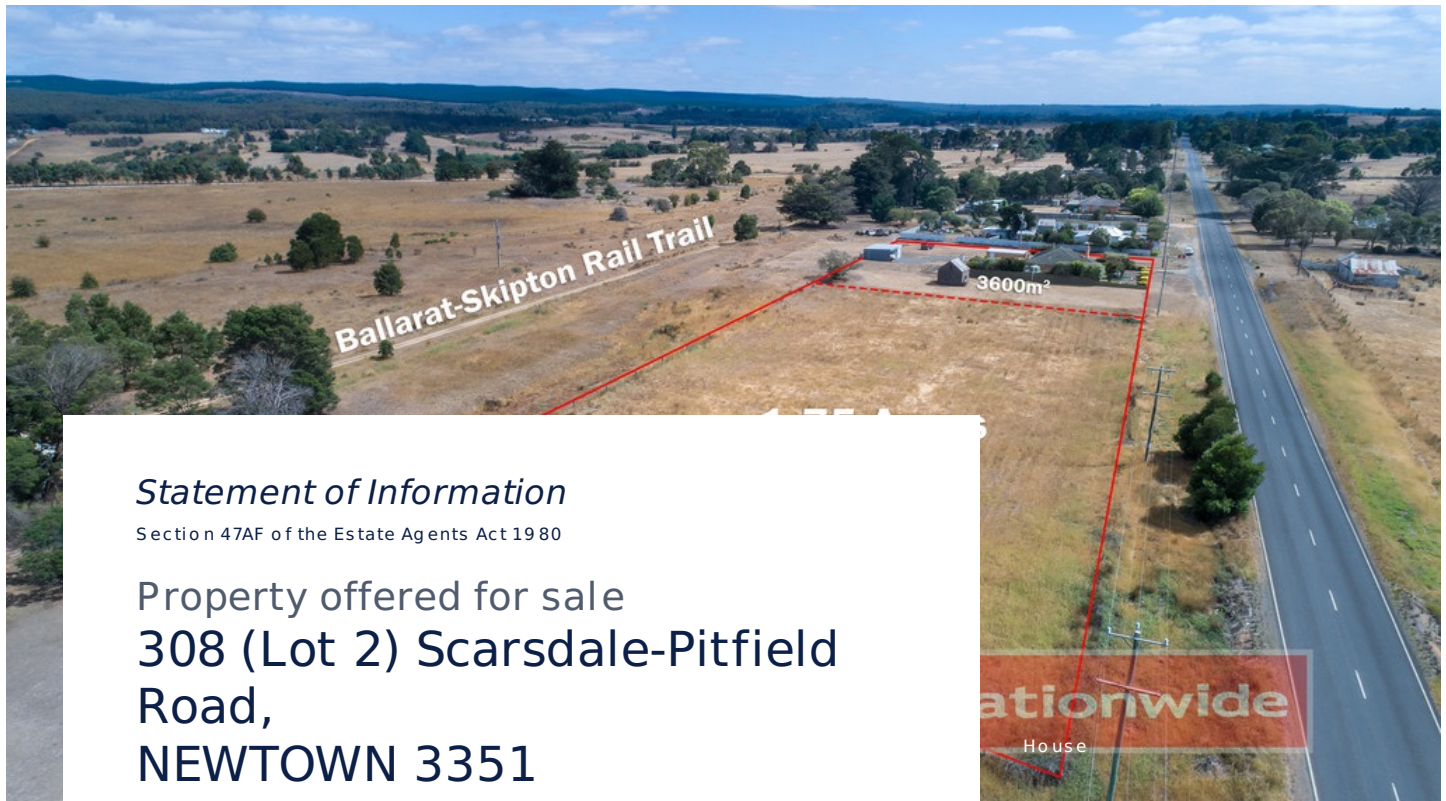 Ballarat-Skipton Rail Trail
3600m²
Statement of Information
Section 47AF of the Estate Agents Act 1980
Property offered for sale
308 (Lot 2) Scarsdale-Pitfield
Road,
NEWTOWN 3351
ationwide
House